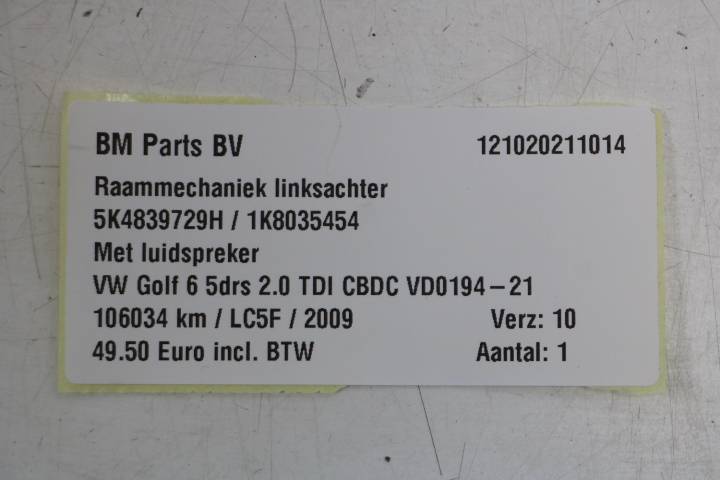 BM Parts BV 121020211014
Raammechaniek linksachter
5K4839729H / 1K8035454
Met luidspreker
VW Golf 6 5drs 2.0 TDI CBDC VD0194-21
106034 km / LC5F / 2009 Verz: 10
49.50 Euro incl. BTW Aantal: 1